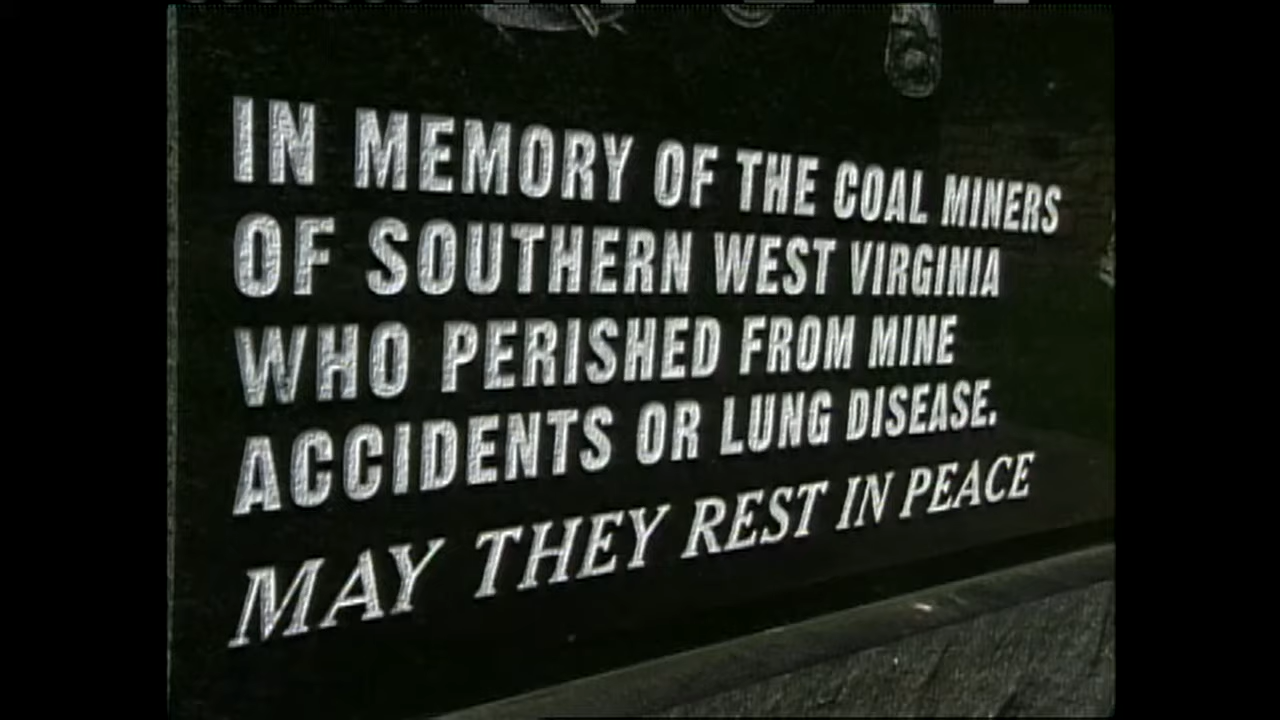 IN MEMORY OF THE COAL MINERS
OF SOUTHERN WEST VIRGINIA
WHO PERISHED FROM MINE
ACCIDENTS OR LUNG DISEASE.
MAY THEY REST IN PEACE